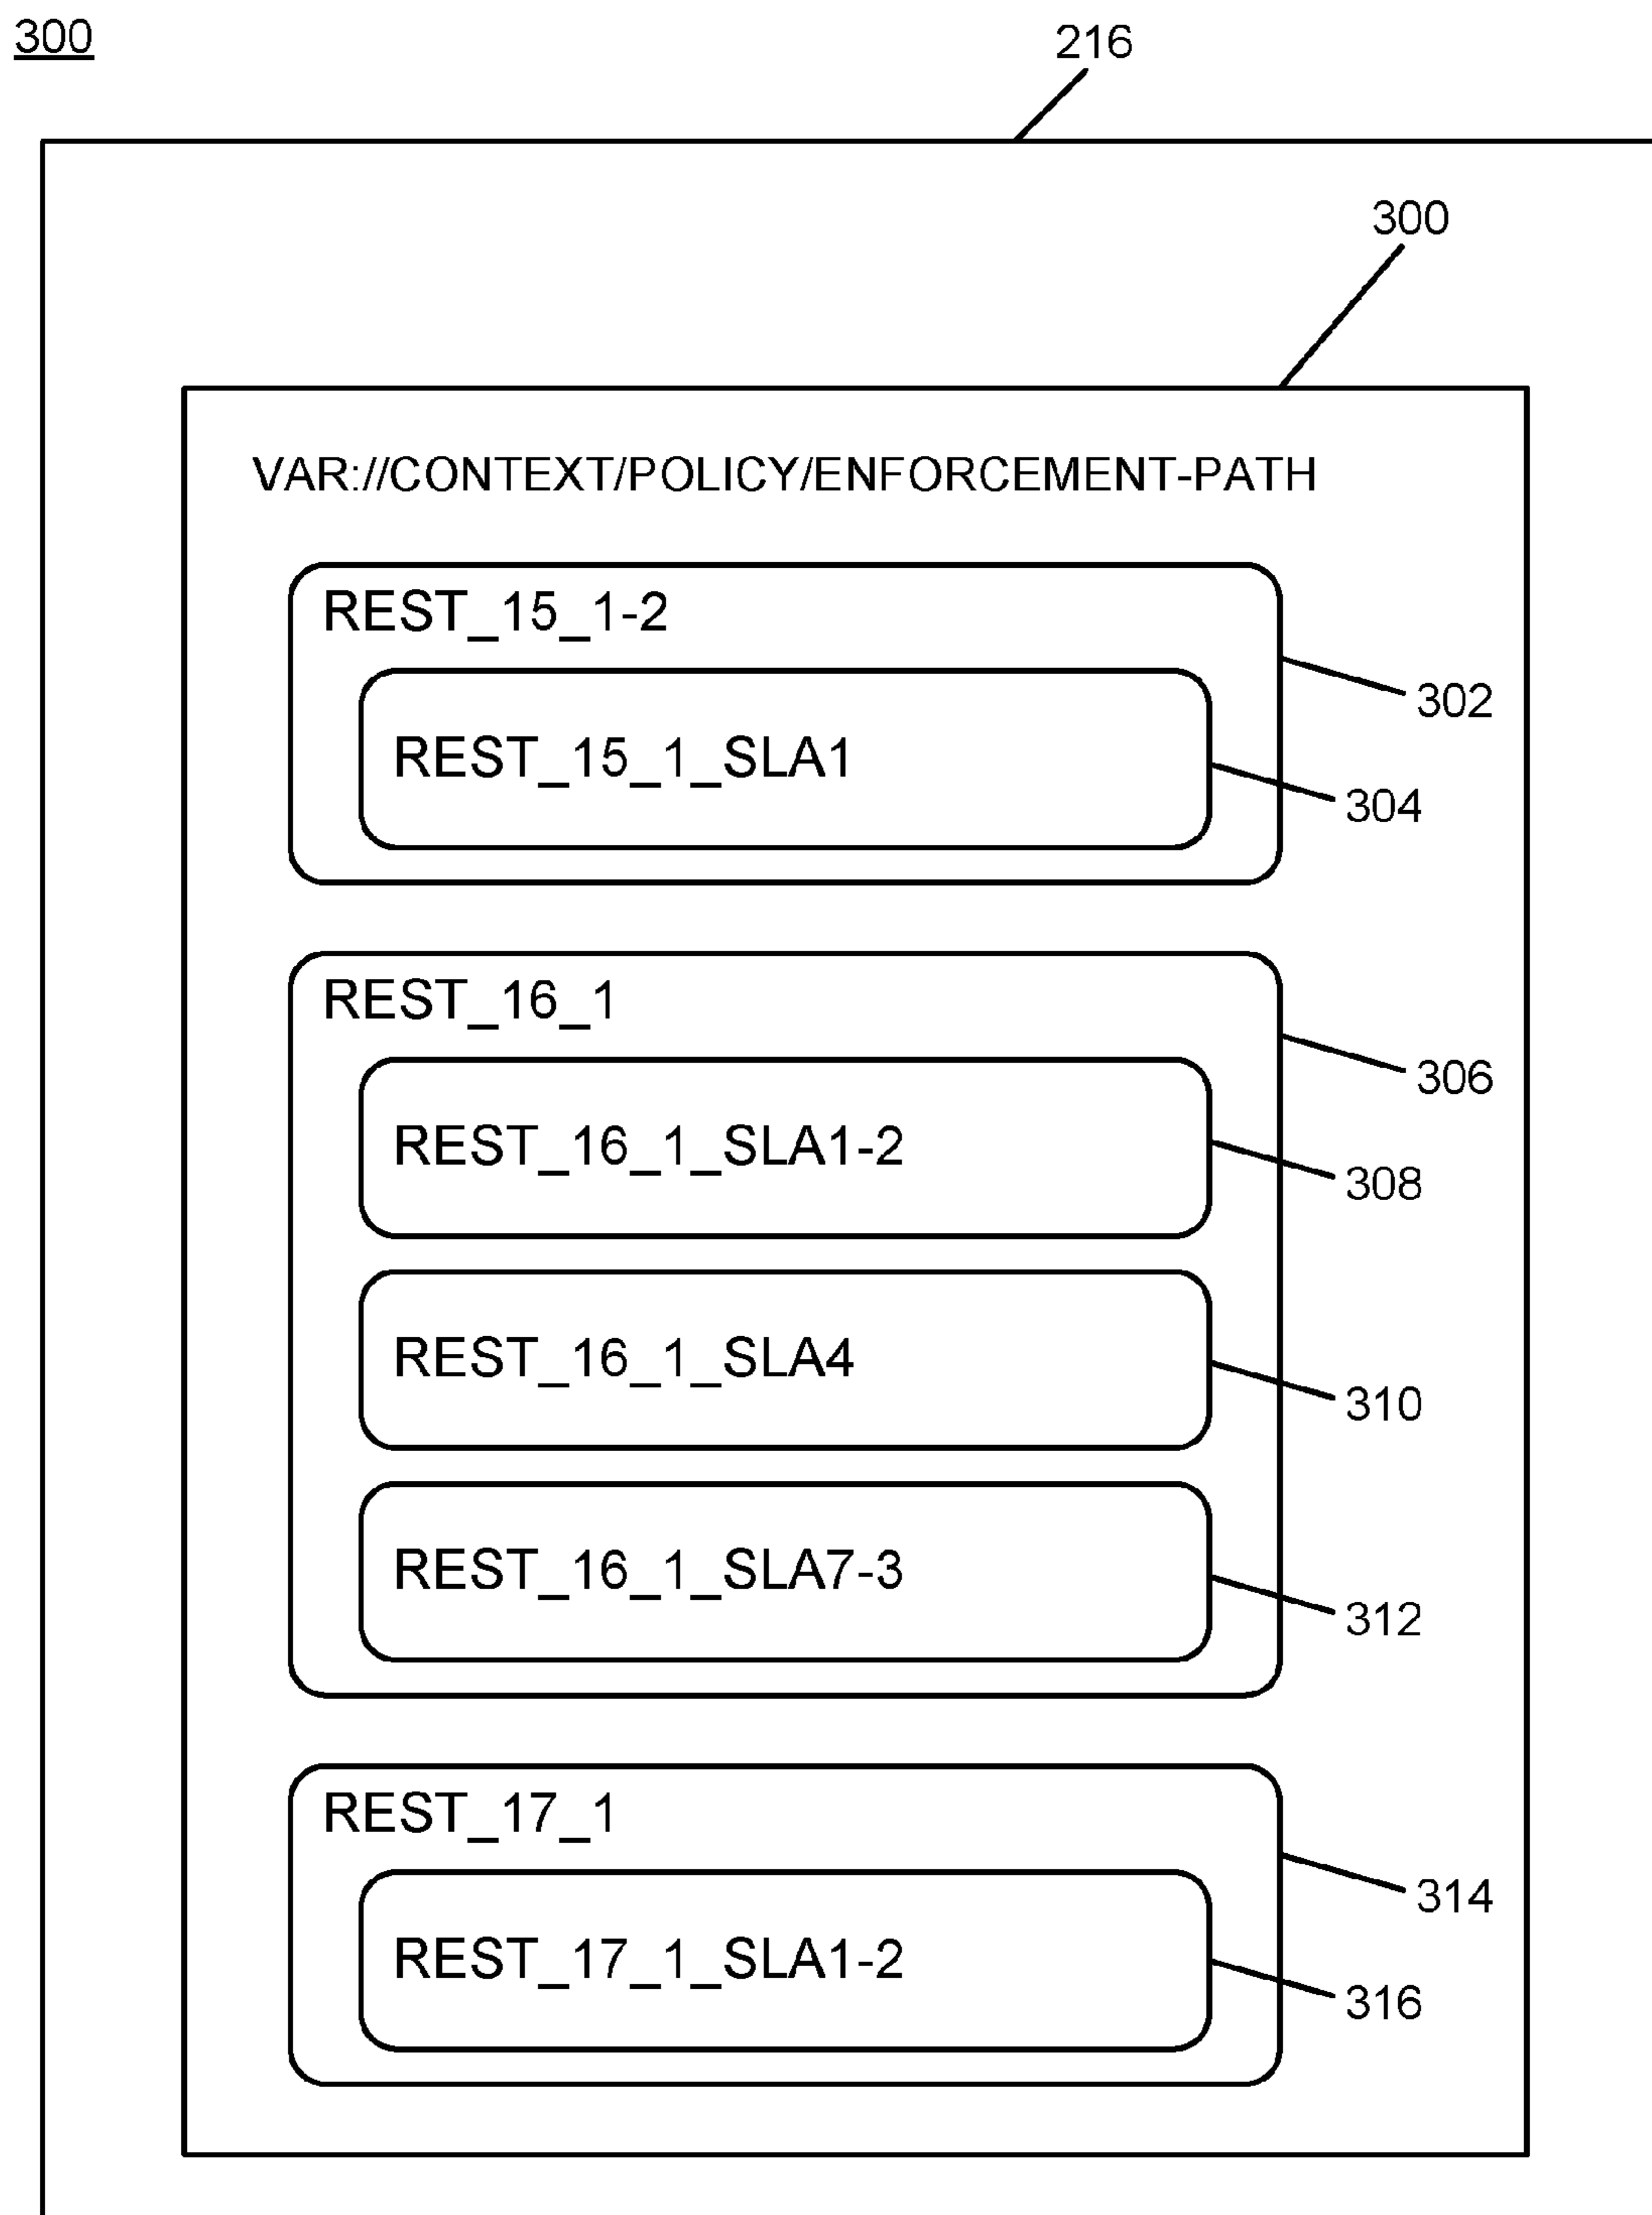 300
216
300
VAR://CONTEXT/POLICY/ENFORCEMENT-PATH
REST_15_1-2
302
REST_15_1_SLA1
304
REST_16_1
306
REST_16_1_SLA1-2
308
REST_16_1_SLA4
310
REST_16_1_SLA7-3
312
REST_17_1
314
REST_17_1_SLA1-2
316